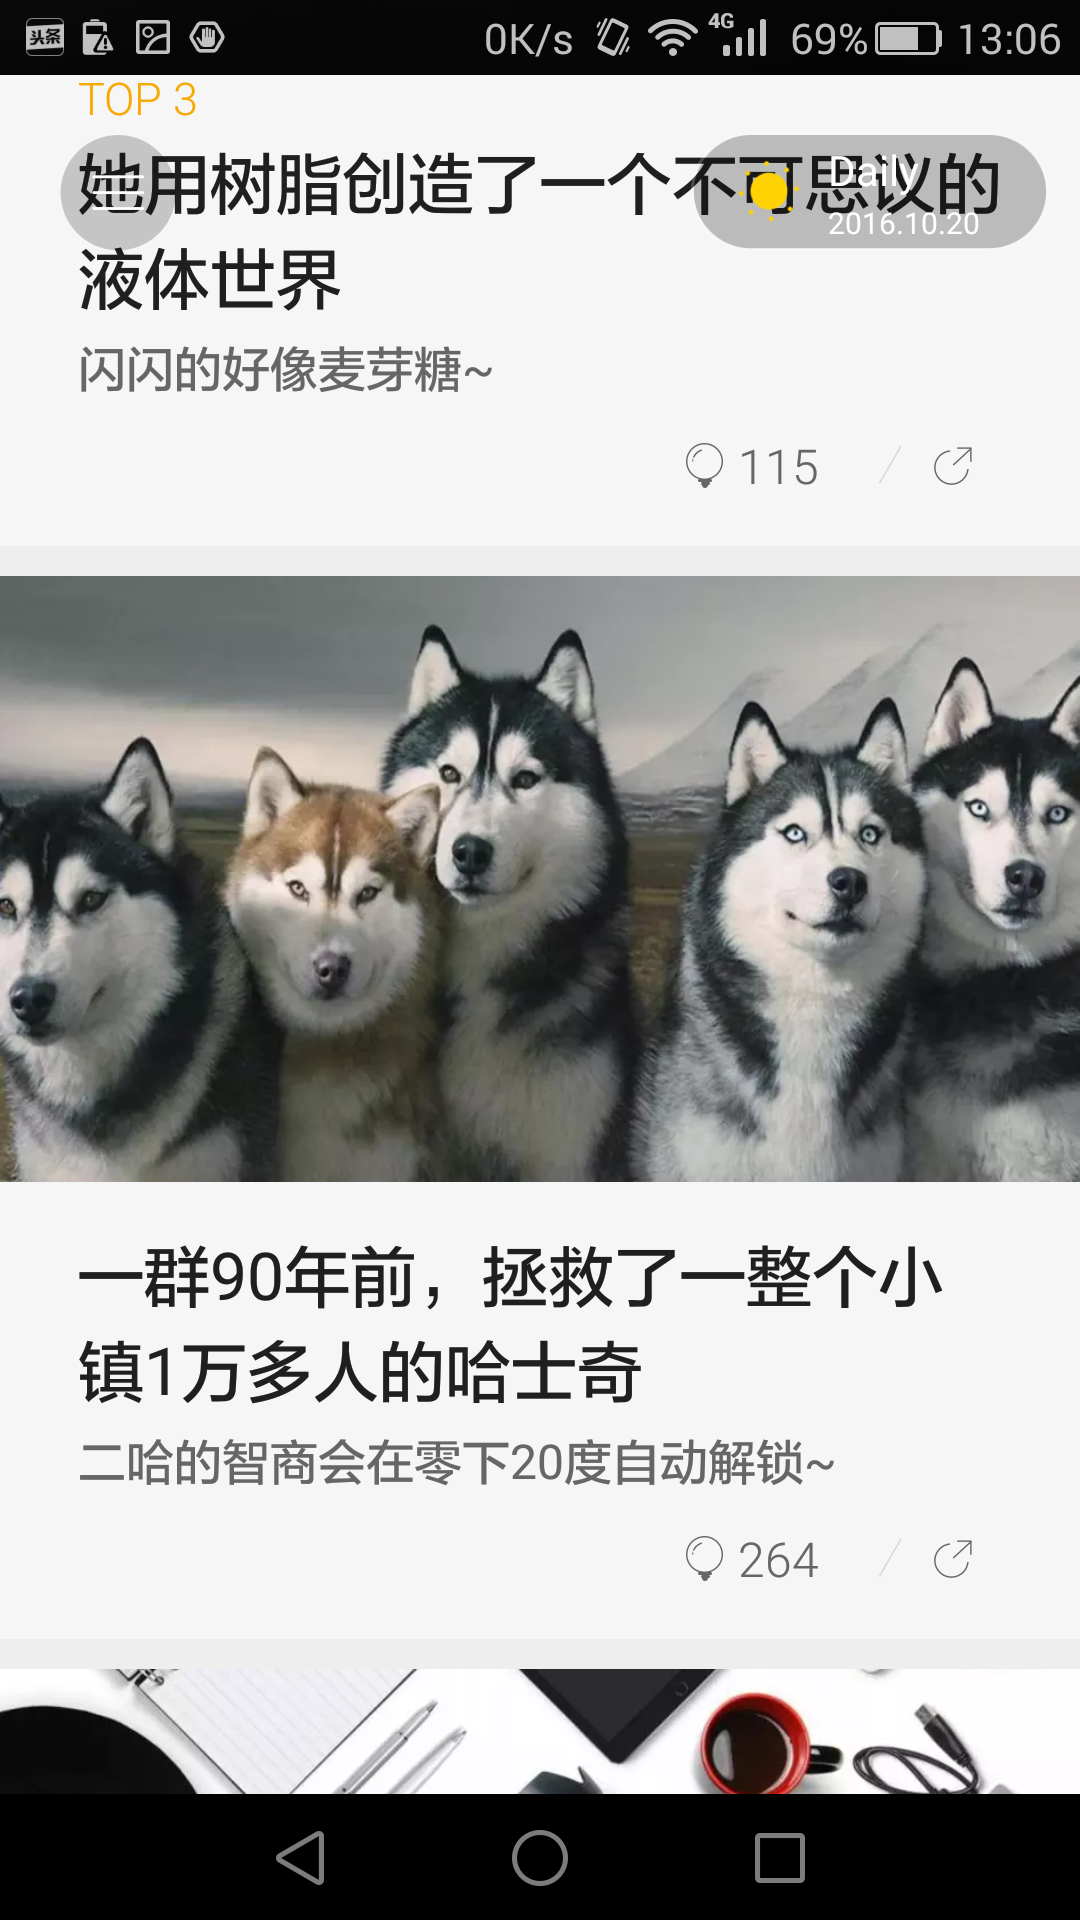 头条 0K/s 4G 69% 13:06
TOP 3
她用树脂创造了一个不可思议的
Daily
2016.10.20
液体世界
闪闪的好像麦芽糖~
115
一群90年前，拯救了一整个小
镇1万多人的哈士奇
二哈的智商会在零下20度自动解锁~
264